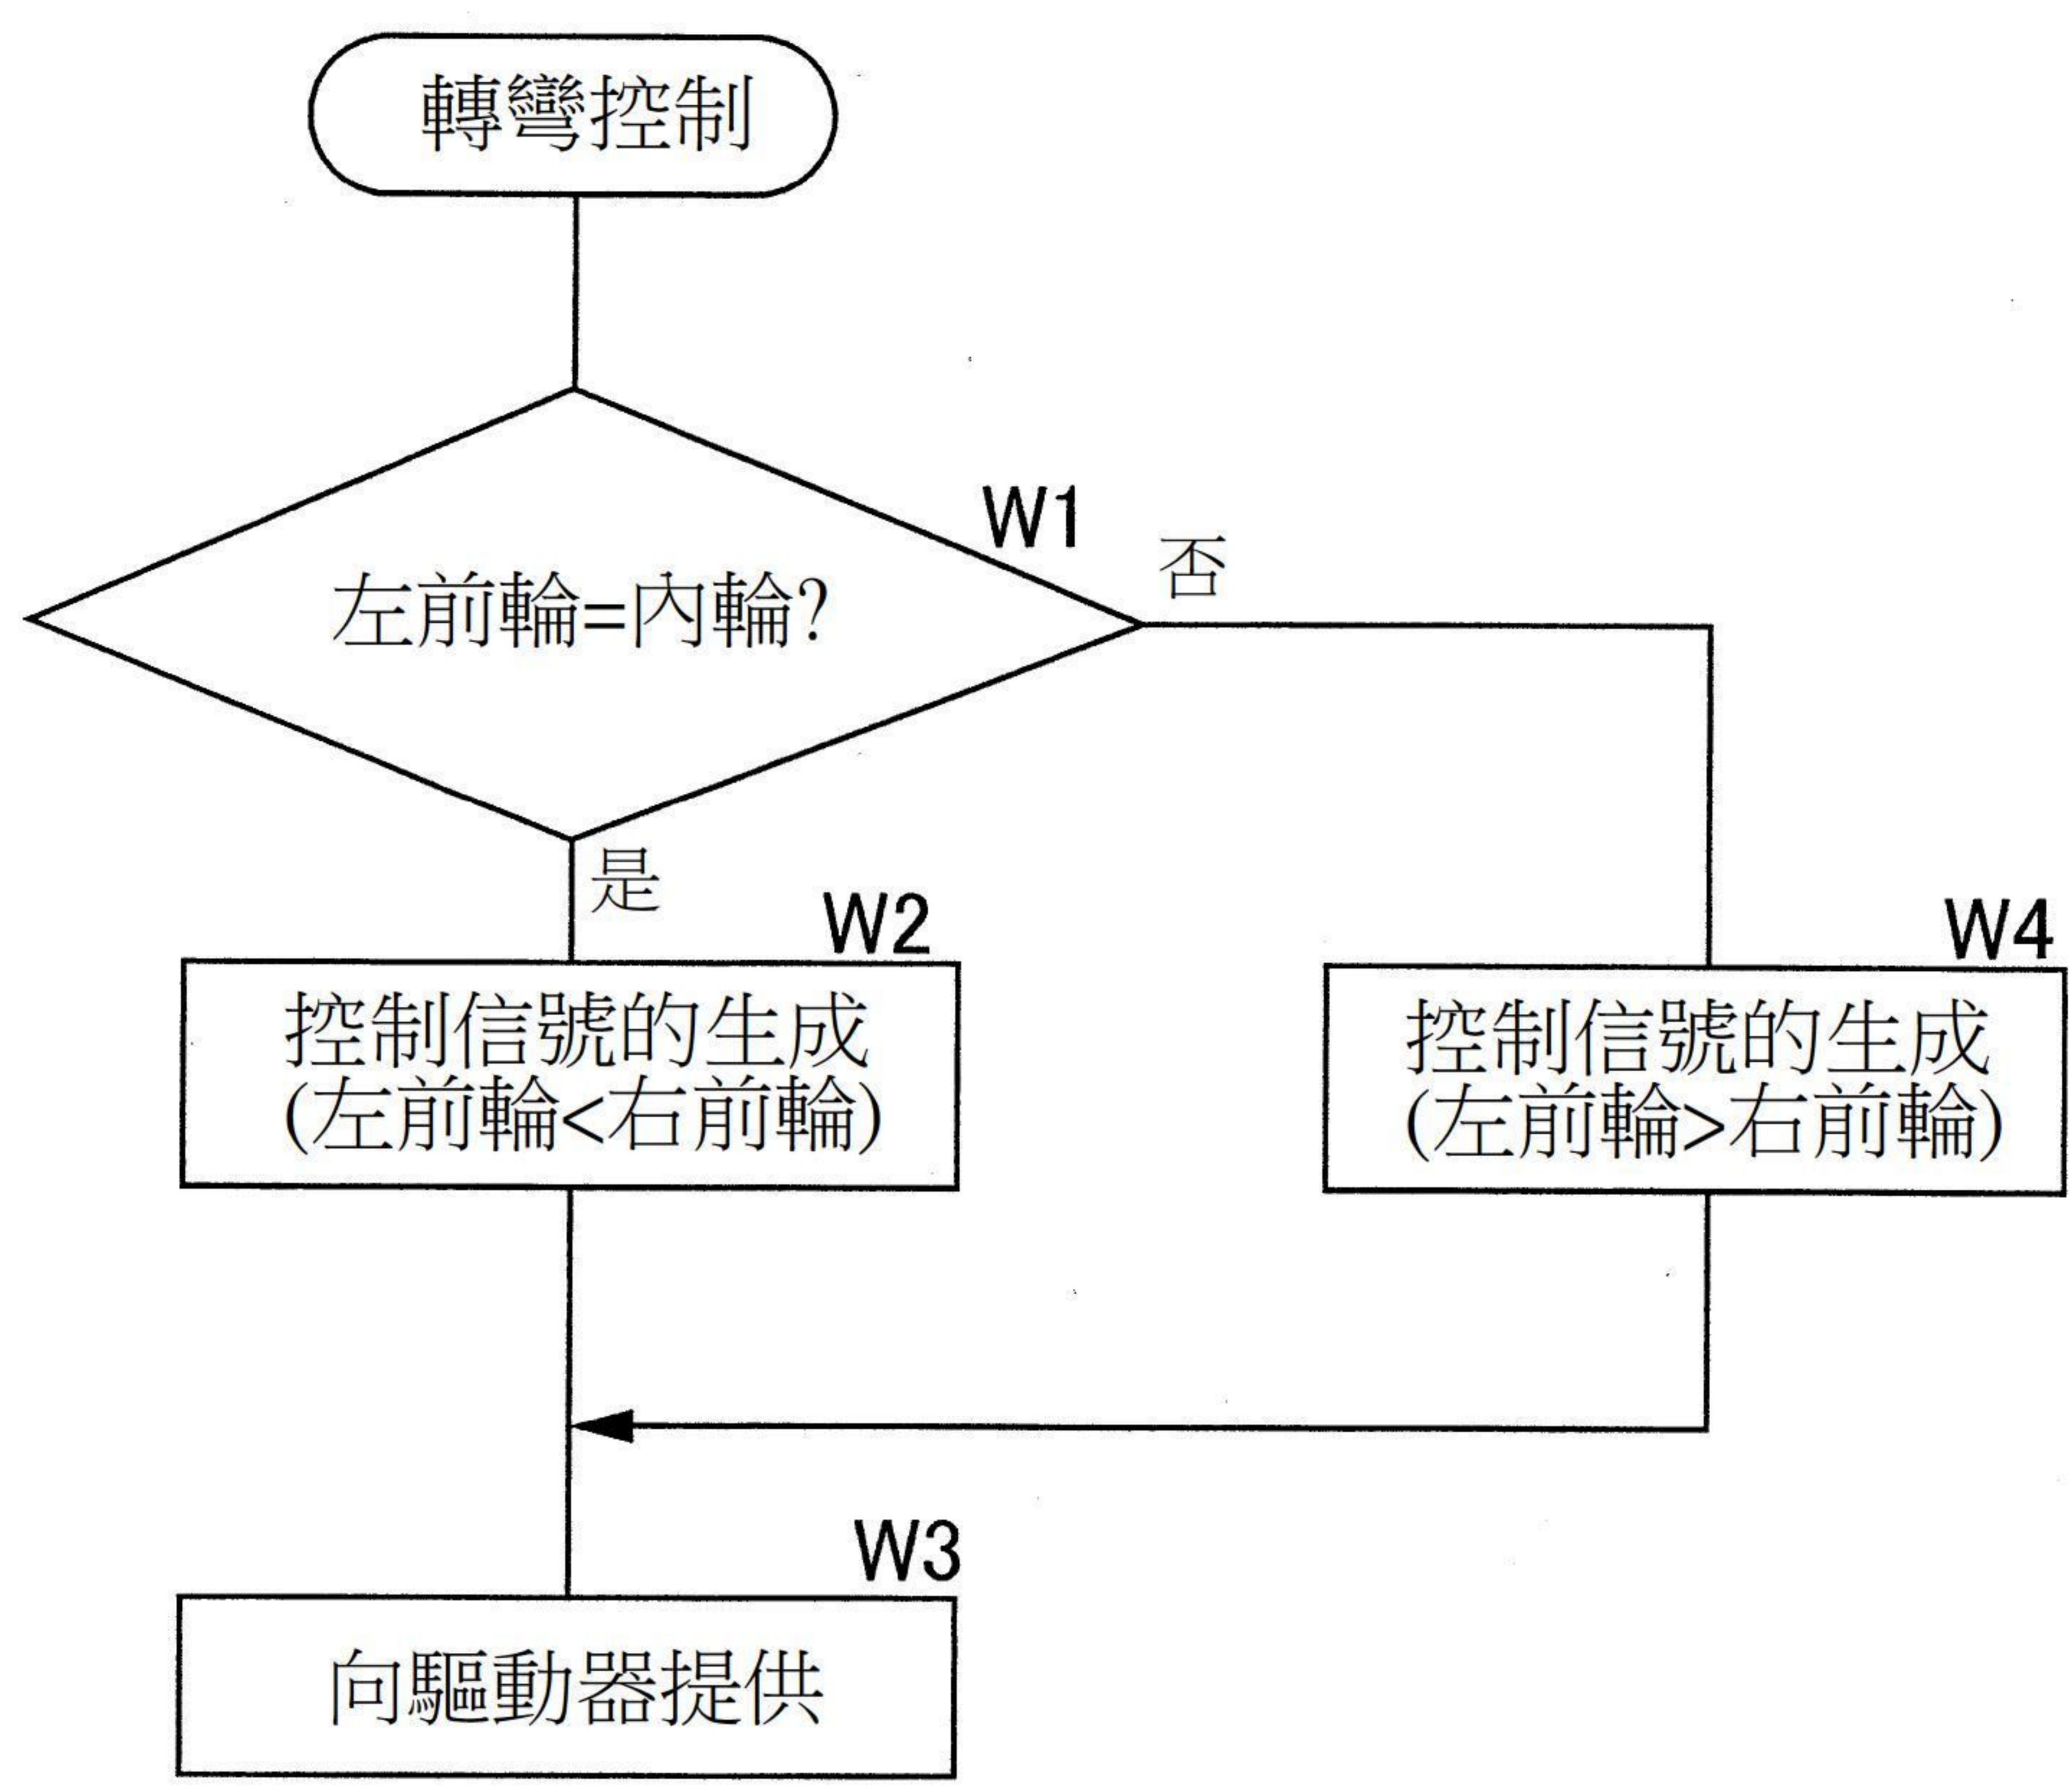 轉彎控制
W1
否
左前輪=內輪?
是
W2
控制信號的生成
(左前輪<右前輪)
W4
控制信號的生成
(左前輪>右前輪)
W3
向驅動器提供